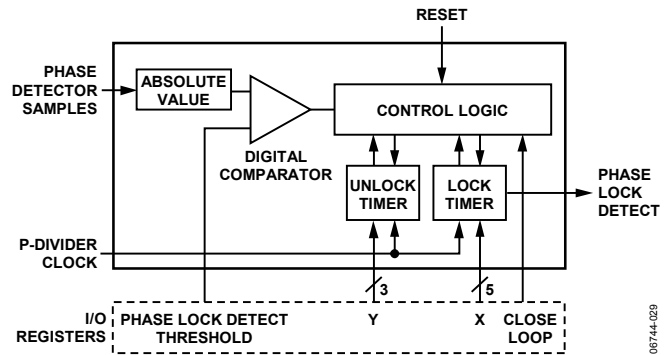 RESET
PHASE
DETECTOR
SAMPLES
ABSOLUTE
VALUE
DIGITAL
COMPARATOR
CONTROL LOGIC
UNLOCK
TIMER
LOCK
TIMER
PHASE
LOCK
DETECT
P-DIVIDER
CLOCK
3
5
I/O
REGISTERS
PHASE LOCK DETECT
THRESHOLD
Y
X
CLOSE
LOOP
06744-029